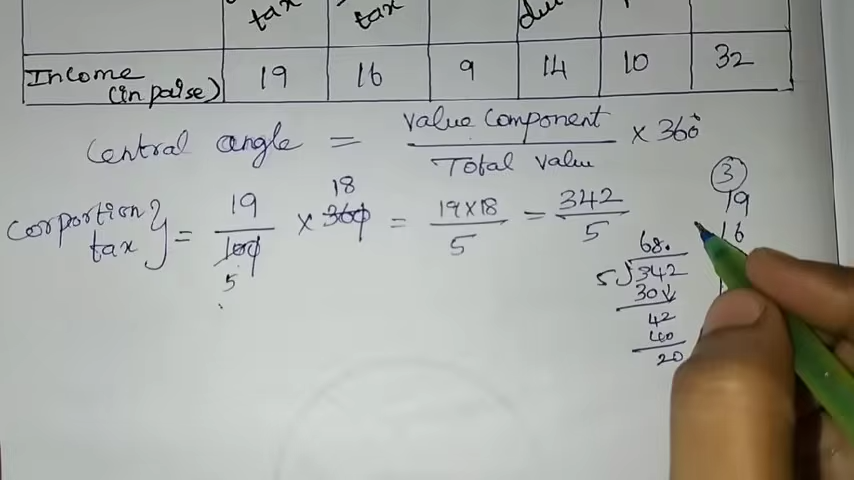 tax tax due
Income (in paise) 19 16 9 14 10 32
Central angle = Value Component / Total value × 360°
Corportion tax } = 19 / 100 × 360 = 19 × 18 / 5 = 342 / 5
18
5
3
19
16
68.
5 ) 342
30 ↓
42
40
20